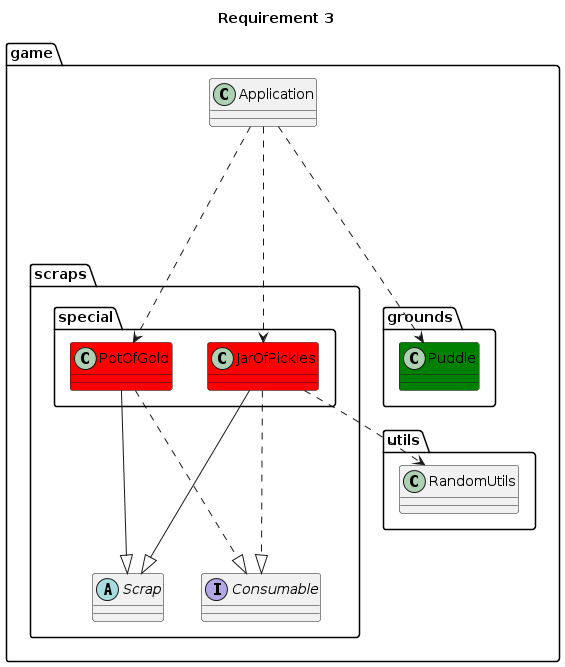 Requirement 3
game
C Application
scraps
special
grounds
C PotOfGold
C JarOfPickles
C Puddle
utils
C RandomUtils
A Scrap
I Consumable